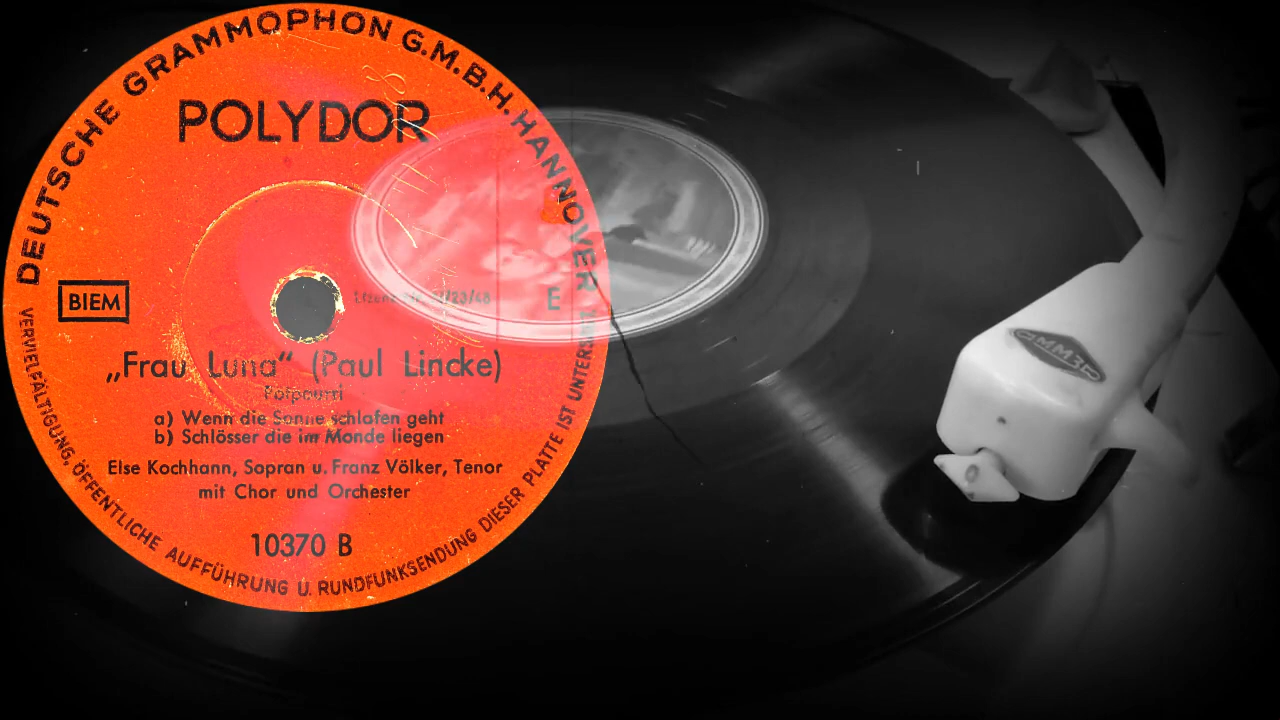 DEUTSCHE GRAMMOPHON G.M.B.H. HANNOVER
POLYDOR
BIEM
E
„Frau Luna“ (Paul Lincke)
Potpourri
a) Wenn die Sonne schlafen geht
b) Schlösser die im Monde liegen
Else Kochhann, Sopran u. Franz Völker, Tenor
mit Chor und Orchester
10370 B
VERVIELFÄLTIGUNG, ÖFFENTLICHE AUFFÜHRUNG U. RUNDFUNKSENDUNG DIESER PLATTE IST UNTERSAGT